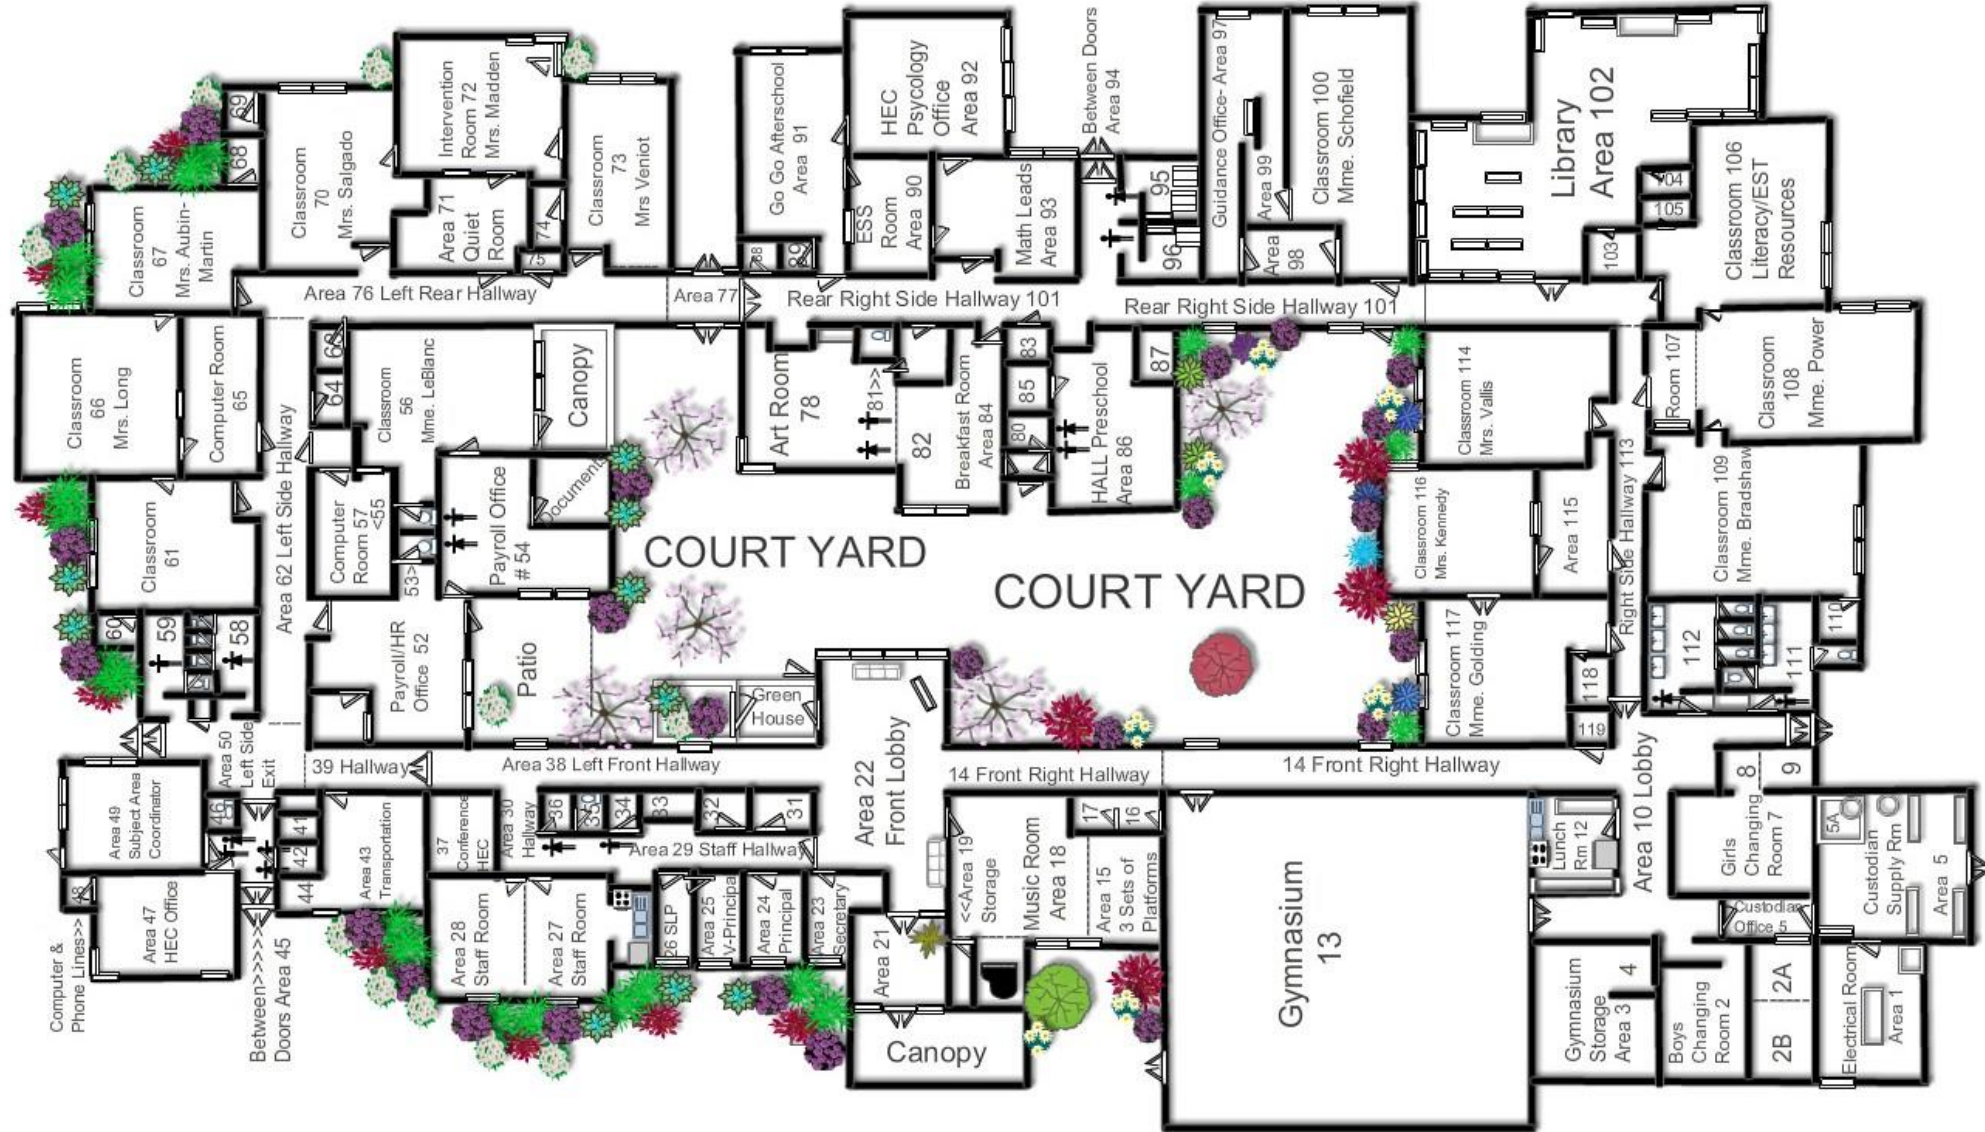 Classroom
67
Mrs. Aubin-
Martin
68
69
Classroom
70
Mrs. Salgado
Intervention
Room 72
Mrs. Madden
Area 71
Quiet
Room
74
75
Classroom
73
Mrs Veniot
Go Go Afterschool
Area 91
88
89
HEC
Psycology
Office
Area 92
ESS
Room
Area 90
Math Leads
Area 93
Between Doors
Area 94
95
96
Guidance Office- Area 97
Area 99
Area
98
Classroom 100
Mme. Schofield
Library
Area 102
104
105
103
Classroom 106
Literacy/EST
Resources
Area 76 Left Rear Hallway
Area 77
Rear Right Side Hallway 101
Rear Right Side Hallway 101
Classroom
66
Mrs. Long
Computer Room
65
Area 62 Left Side Hallway
64
Classroom
56
Mme. LeBlanc
Canopy
Art Room
78
81>>
82
Breakfast Room
Area 84
83
85
80
HALL Preschool
Area 86
87
Classroom 114
Mrs. Vallis
Room 107
Classroom
108
Mme. Power
Classroom
61
Computer
Room 57
<55
53>
Payroll Office
# 54
Documents
COURT YARD
COURT YARD
Classroom 116
Mrs. Kennedy
Area 115
Right Side Hallway 113
Classroom 109
Mme. Bradshaw
60
59
58
Payroll/HR
Office 52
Patio
Green
House
Classroom 117
Mme. Golding
118
119
112
111
110
Area 50
Left Side
Exit
39 Hallway
Area 38 Left Front Hallway
Area 22
Front Lobby
14 Front Right Hallway
14 Front Right Hallway
Area 10 Lobby
8
9
Area 49
Subject Area
Coordinator
46
41
42
44
Area 43
Transportation
37
Conference
HEC
Area 30
Hallway
36
35
34
33
32
31
Area 29 Staff Hallway
<<Area 19
Storage
Music Room
Area 18
17
16
Area 15
3 Sets of
Platforms
Gymnasium
13
Lunch
Rm 12
Girls
Changing
Room 7
5A
Custodian
Supply Rm
Area 5
Custodian
Office 5
Computer &
Phone Lines>>
48
Area 47
HEC Office
Between>>>>
Doors Area 45
Area 28
Staff Room
Area 27
Staff Room
26 SLP
Area 25
V-Principal
Area 24
Principal
Area 23
Secretary
Area 21
Canopy
Gymnasium
Storage
Area 3
4
Boys
Changing
Room 2
2A
2B
Electrical Room
Area 1